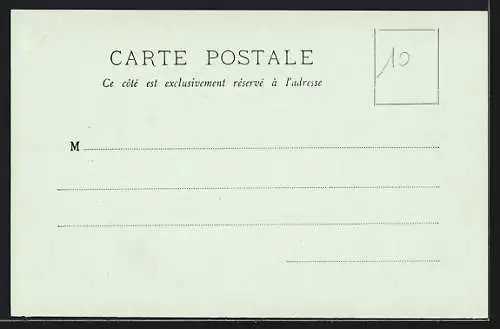 CARTE POSTALE
Ce côté est exclusivement réservé à l'adresse
10
M